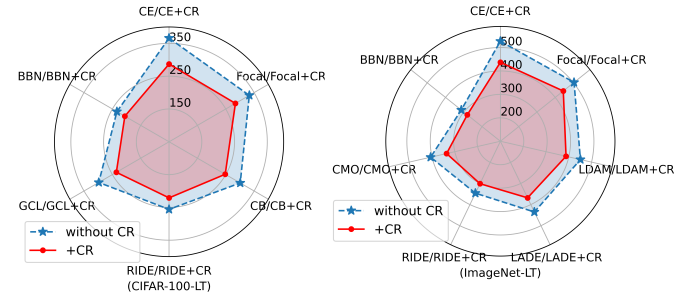 CE/CE+CR
350
250
150
BBN/BBN+CR
Focal/Focal+CR
GCL/GCL+CR
CB/CB+CR
without CR
+CR
RIDE/RIDE+CR
(CIFAR-100-LT)
CE/CE+CR
500
400
300
200
BBN/BBN+CR
Focal/Focal+CR
CMO/CMO+CR
LDAM/LDAM+CR
without CR
+CR
RIDE/RIDE+CR
LADE/LADE+CR
(ImageNet-LT)